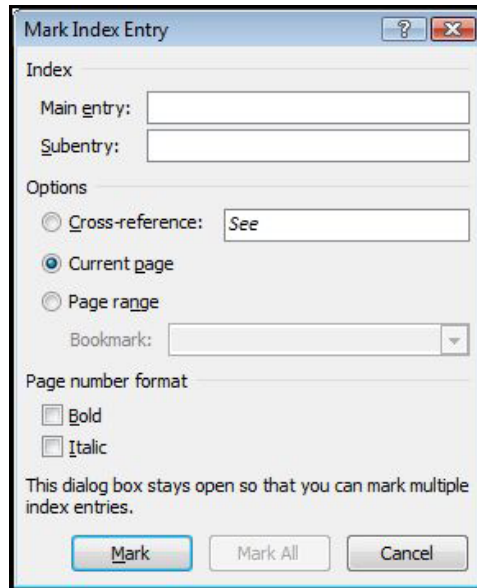 Mark Index Entry
Index
Main entry:
Subentry:
Options
Cross-reference: See
Current page
Page range
Bookmark:
Page number format
Bold
Italic
This dialog box stays open so that you can mark multiple
index entries.
Mark Mark All Cancel